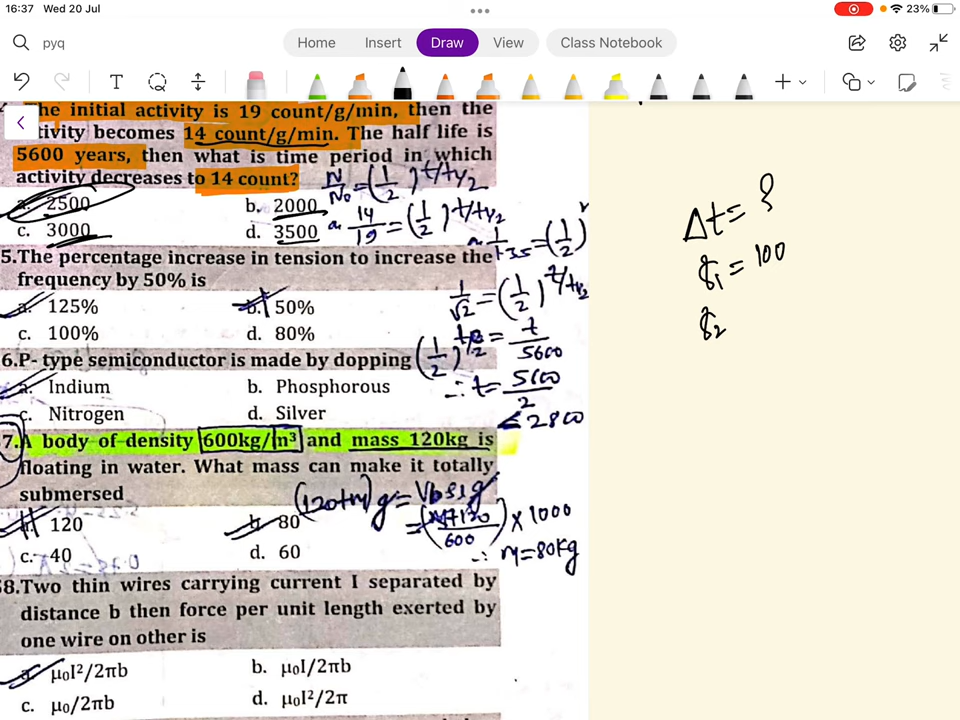 16:37 Wed 20 Jul
23%
pyq
Home Insert Draw View Class Notebook
T
he initial activity is 19 count/g/min, then the
tivity becomes 14 count/g/min. The half life is
5600 years, then what is time period in which
activity decreases to 14 count?
N/N₀ = (1/2)^t/t½
a. 2500 b. 2000
14/19 = (1/2)^t/t½
c. 3000 d. 3500
5.The percentage increase in tension to increase the
frequency by 50% is
a. 125% b. 50%
1/√2 = (1/2)^t/t½
c. 100% d. 80%
6.P- type semiconductor is made by dopping
t/5600
a. Indium b. Phosphorous
∴ t = 5600/2
c. Nitrogen d. Silver
2800
7.A body of density 600kg/m³ and mass 120kg is
floating in water. What mass can make it totally
submersed
(120+m)g = Vbσ1g
120 b. 80
600 ) × 1000
c. 40 d. 60
∴ m = 80kg
8.Two thin wires carrying current I separated by
distance b then force per unit length exerted by
one wire on other is
a. μ₀I²/2πb b. μ₀I/2πb
c. μ₀/2πb d. μ₀I²/2π
Δt = ?
= 100